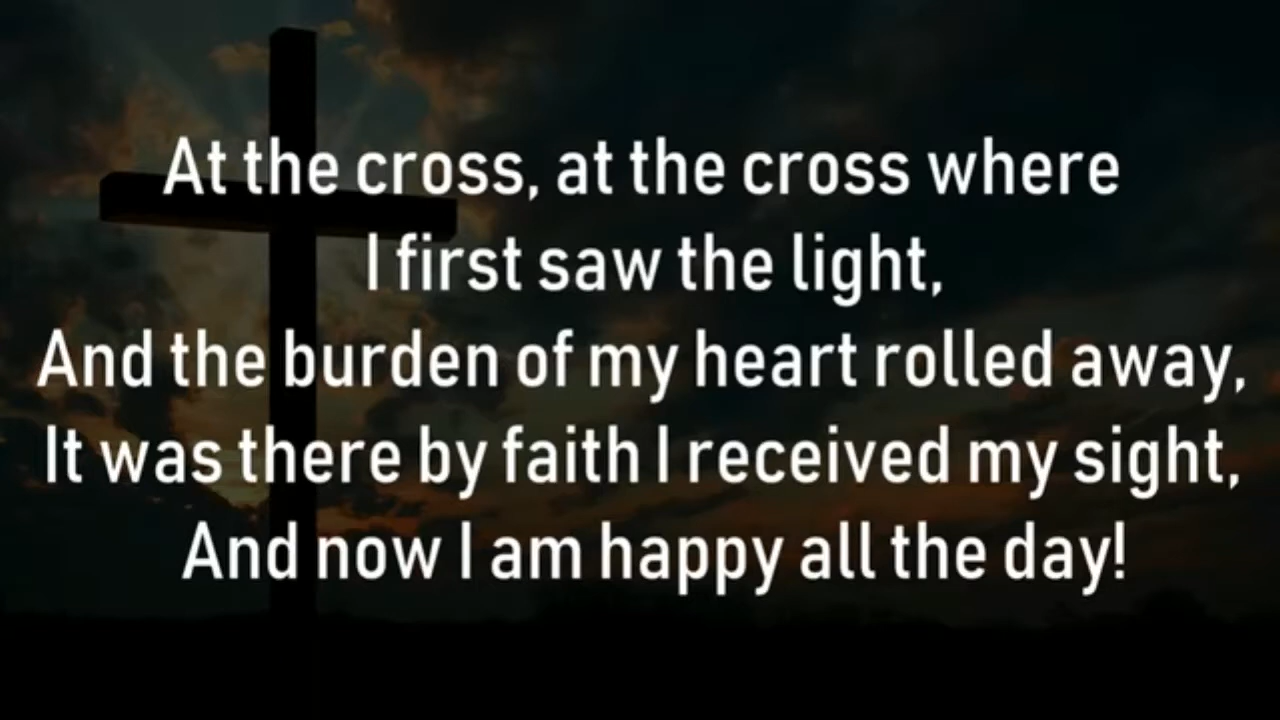 At the cross, at the cross where
I first saw the light,
And the burden of my heart rolled away,
It was there by faith I received my sight,
And now I am happy all the day!